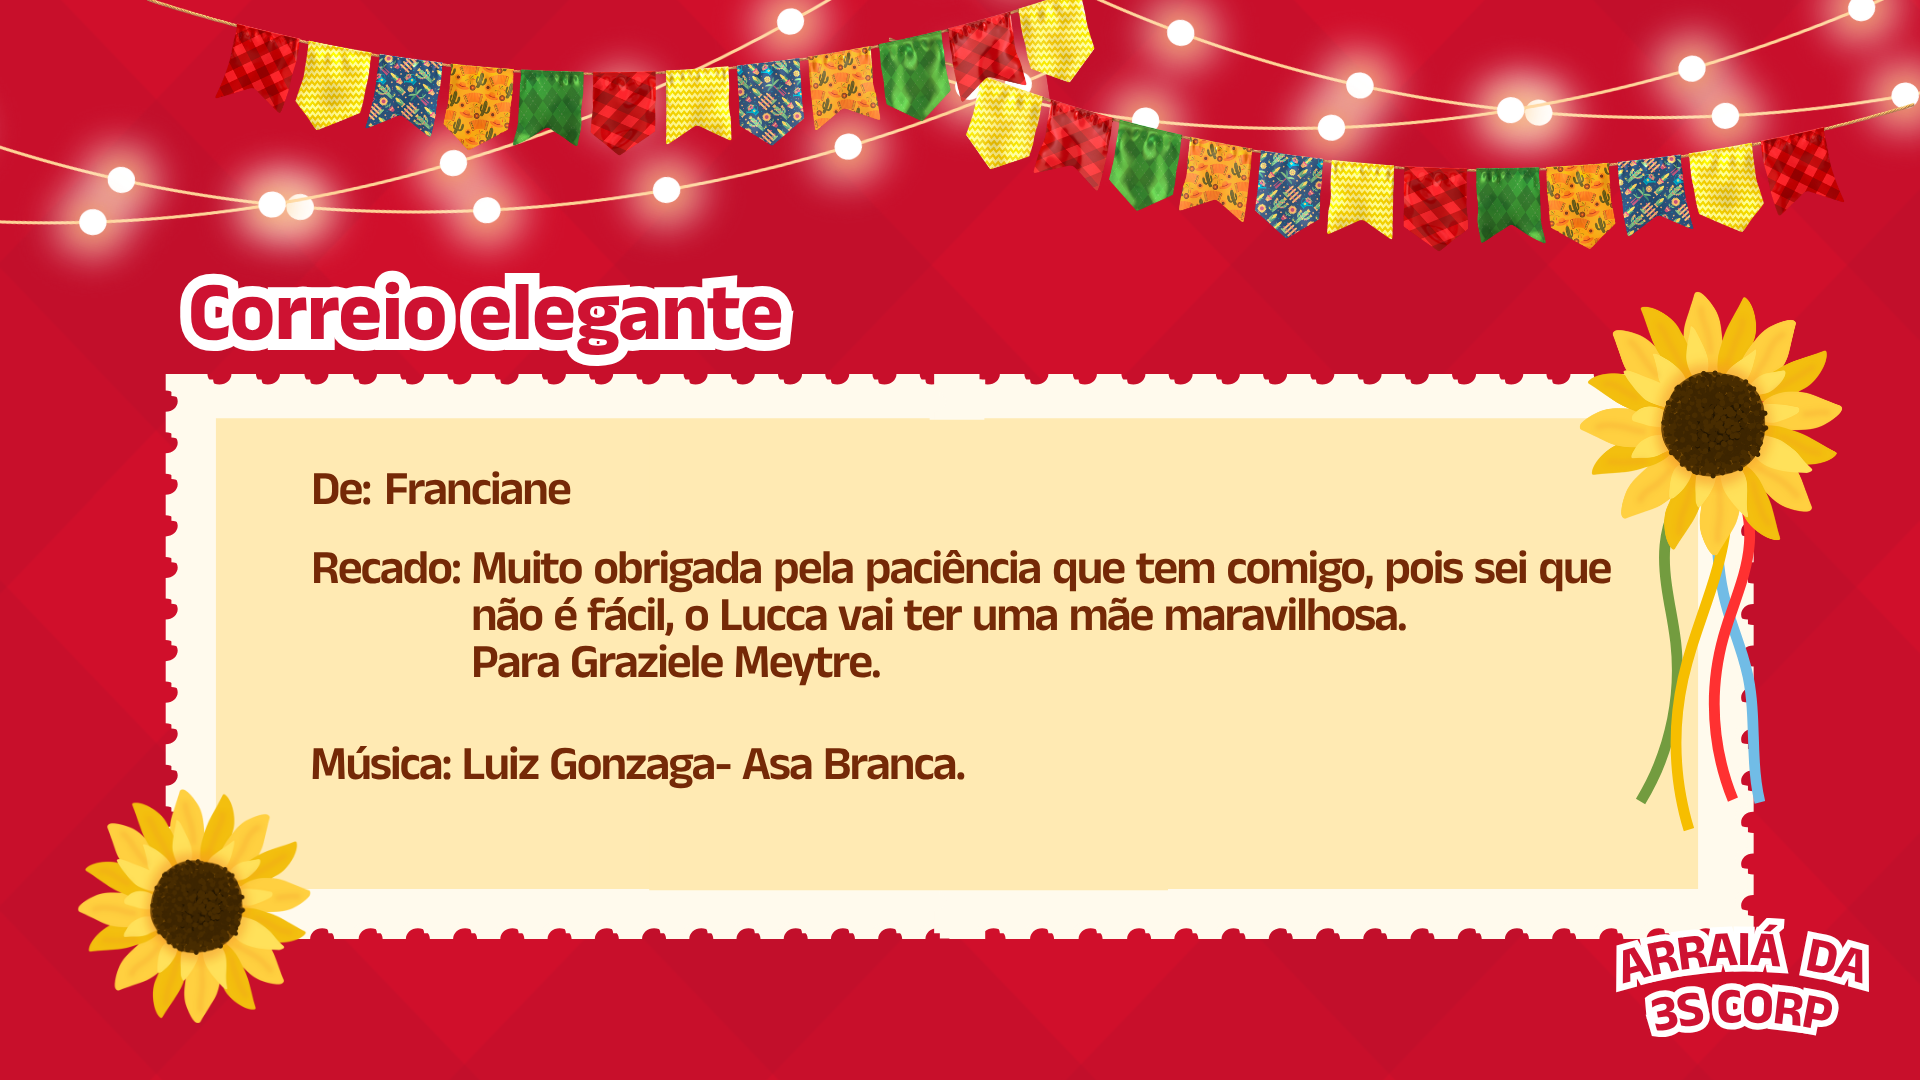 Correio elegante
De: Franciane
Recado: Muito obrigada pela paciência que tem comigo, pois sei que
não é fácil, o Lucca vai ter uma mãe maravilhosa.
Para Graziele Meytre.
Música: Luiz Gonzaga- Asa Branca.
ARRAIÁ DA
3S CORP